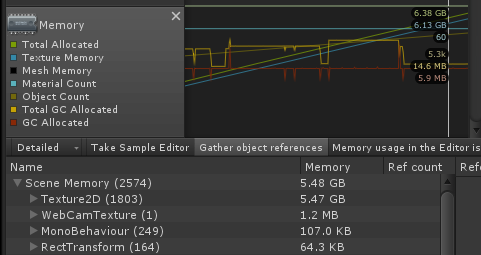 Memory
Total Allocated
Texture Memory
Mesh Memory
Material Count
Object Count
Total GC Allocated
GC Allocated
6.38 GB
6.13 GB
60
5.3k
14.6 MB
5.9 MB
Detailed Take Sample Editor Gather object references Memory usage in the Editor is
Name Memory Ref count Refe
Scene Memory (2574) 5.48 GB
Texture2D (1803) 5.47 GB
WebCamTexture (1) 1.2 MB
MonoBehaviour (249) 107.0 KB
RectTransform (164) 64.3 KB